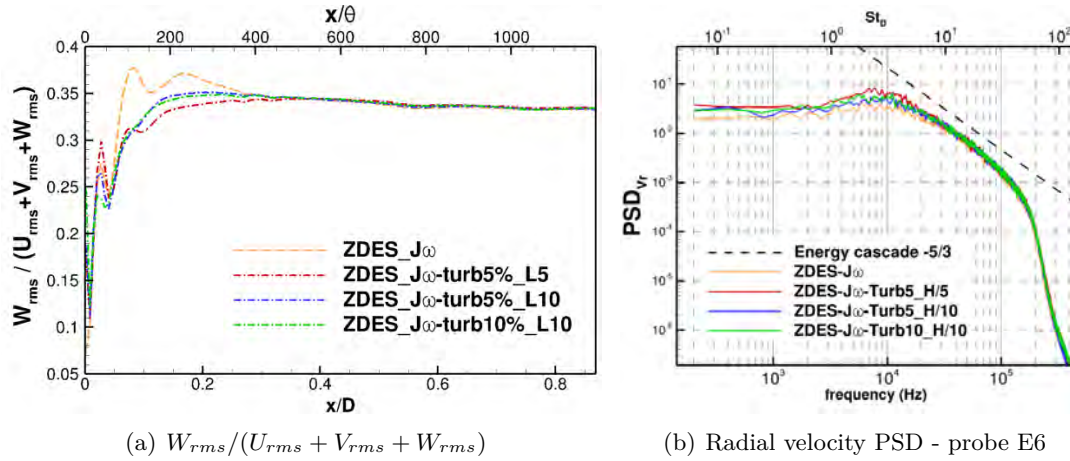 x/θ
0 200 400 600 800 1000
0.4
0.35
0.3
0.25
0.2
0.15
0.1
0.05
W_rms / (U_rms+V_rms+W_rms)
ZDES_Jω
ZDES_Jω-turb5%_L5
ZDES_Jω-turb5%_L10
ZDES_Jω-turb10%_L10
0 0.2 0.4 0.6 0.8
x/D
(a) W_rms/(U_rms + V_rms + W_rms)
St_D
10^-1 10^0 10^1 10^2
PSD_Vr
Energy cascade -5/3
ZDES-Jω
ZDES-Jω-Turb5_H/5
ZDES-Jω-Turb5_H/10
ZDES-Jω-Turb10_H/10
10^3 10^4 10^5
frequency (Hz)
(b) Radial velocity PSD - probe E6